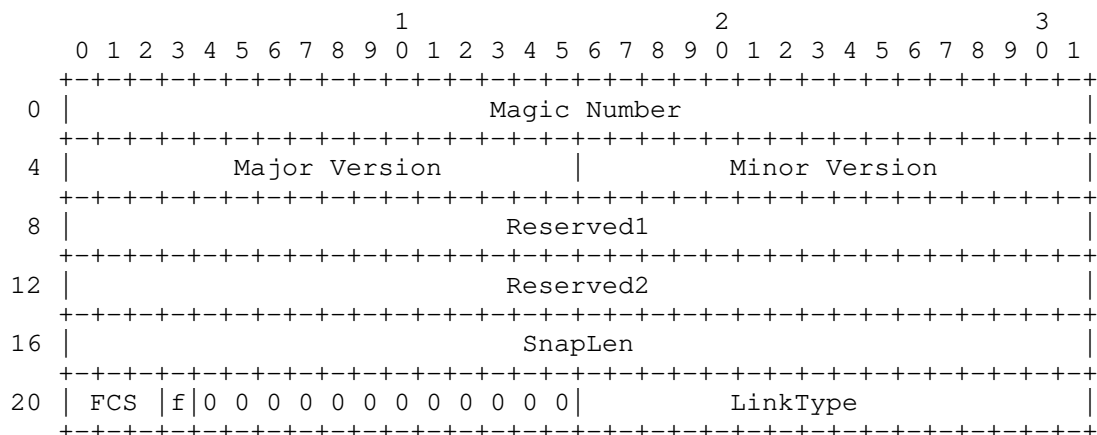 1                   2                   3
       0 1 2 3 4 5 6 7 8 9 0 1 2 3 4 5 6 7 8 9 0 1 2 3 4 5 6 7 8 9 0 1
      +-+-+-+-+-+-+-+-+-+-+-+-+-+-+-+-+-+-+-+-+-+-+-+-+-+-+-+-+-+-+-+-+
    0 |                          Magic Number                         |
      +-+-+-+-+-+-+-+-+-+-+-+-+-+-+-+-+-+-+-+-+-+-+-+-+-+-+-+-+-+-+-+-+
    4 |          Major Version        |         Minor Version         |
      +-+-+-+-+-+-+-+-+-+-+-+-+-+-+-+-+-+-+-+-+-+-+-+-+-+-+-+-+-+-+-+-+
    8 |                           Reserved1                           |
      +-+-+-+-+-+-+-+-+-+-+-+-+-+-+-+-+-+-+-+-+-+-+-+-+-+-+-+-+-+-+-+-+
   12 |                           Reserved2                           |
      +-+-+-+-+-+-+-+-+-+-+-+-+-+-+-+-+-+-+-+-+-+-+-+-+-+-+-+-+-+-+-+-+
   16 |                            SnapLen                            |
      +-+-+-+-+-+-+-+-+-+-+-+-+-+-+-+-+-+-+-+-+-+-+-+-+-+-+-+-+-+-+-+-+
   20 | FCS |f|0 0 0 0 0 0 0 0 0 0 0 0|         LinkType              |
      +-+-+-+-+-+-+-+-+-+-+-+-+-+-+-+-+-+-+-+-+-+-+-+-+-+-+-+-+-+-+-+-+